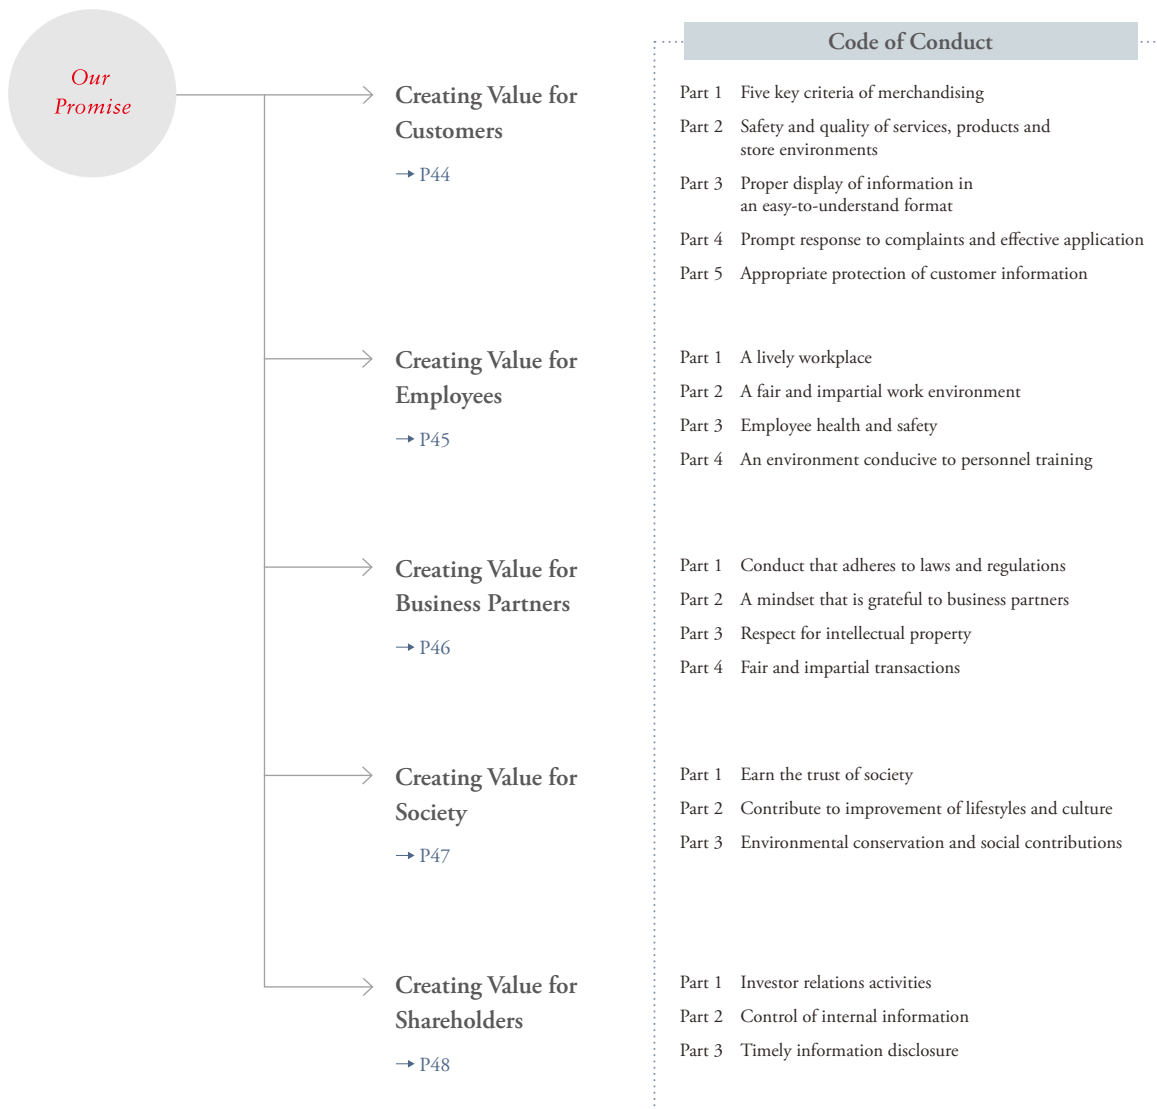 Our
Promise
Code of Conduct
Creating Value for
Customers
→ P44
Part 1 Five key criteria of merchandising
Part 2 Safety and quality of services, products and
store environments
Part 3 Proper display of information in
an easy-to-understand format
Part 4 Prompt response to complaints and effective application
Part 5 Appropriate protection of customer information
Creating Value for
Employees
→ P45
Part 1 A lively workplace
Part 2 A fair and impartial work environment
Part 3 Employee health and safety
Part 4 An environment conducive to personnel training
Creating Value for
Business Partners
→ P46
Part 1 Conduct that adheres to laws and regulations
Part 2 A mindset that is grateful to business partners
Part 3 Respect for intellectual property
Part 4 Fair and impartial transactions
Creating Value for
Society
→ P47
Part 1 Earn the trust of society
Part 2 Contribute to improvement of lifestyles and culture
Part 3 Environmental conservation and social contributions
Creating Value for
Shareholders
→ P48
Part 1 Investor relations activities
Part 2 Control of internal information
Part 3 Timely information disclosure